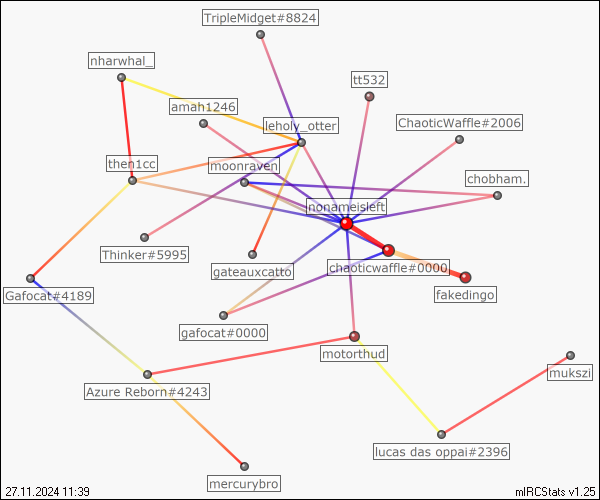 TripleMidget#8824
nharwhal_
tt532
amah1246
leholy_otter
ChaoticWaffle#2006
then1cc
moonraven
chobham.
nonameisleft
Thinker#5995
gateauxcatto
chaoticwaffle#0000
Gafocat#4189
fakedingo
gafocat#0000
motorthud
mukszi
Azure Reborn#4243
lucas das oppai#2396
mercurybro
27.11.2024 11:39
mIRCStats v1.25